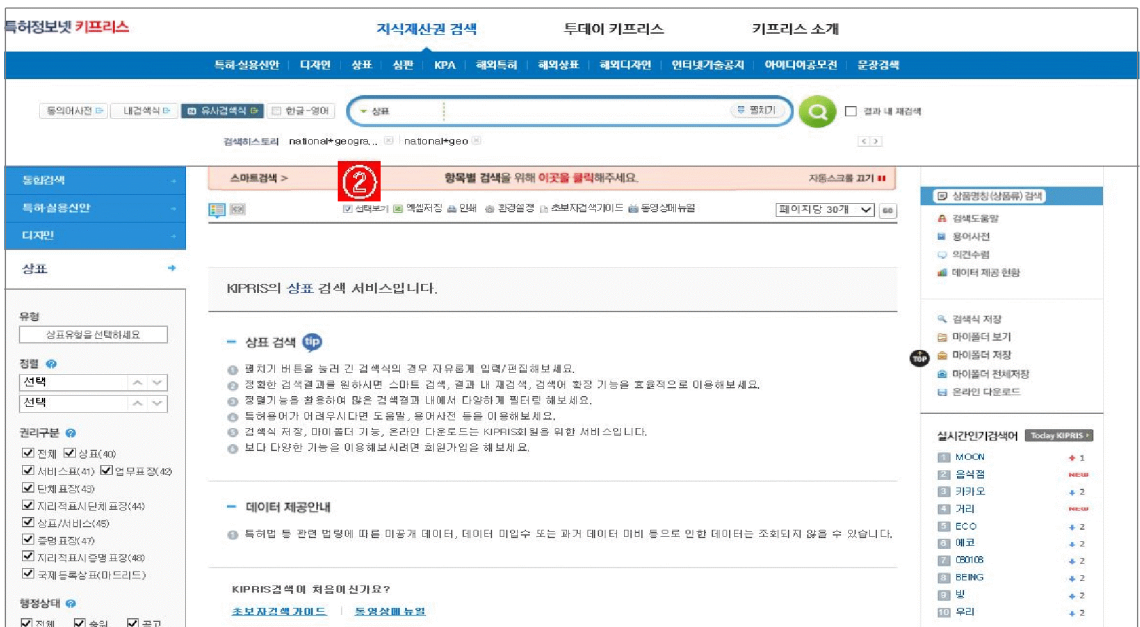 특허정보넷 키프리스
지식재산권 검색 투데이 키프리스 키프리스 소개
특허·실용신안 디자인 상표 심판 KPA 해외특허 해외상표 해외디자인 인터넷기술공지 아이디어공모전 문장검색
동의어사전 내검색식 유사검색식 한글-영어 상표 펼치기 결과 내 재검색
검색히스토리 national+geogra... national+geo
통합검색
특허·실용신안
디자인
상표
유형
상표유형을 선택하세요
정렬
선택
선택
권리구분
전체 상표(40)
서비스표(41) 업무표장(42)
단체표장(43)
지리적표시단체표장(44)
상표/서비스(45)
증명표장(47)
지리적표시증명표장(48)
국제등록상표(마드리드)
행정상태
전체 출원 공고
스마트검색 > ② 항목별 검색을 위해 이곳을 클릭해주세요. 자동스크롤 끄기
선택보기 엑셀저장 인쇄 환경설정 초보자검색가이드 동영상매뉴얼 페이지당 30개 GO
KIPRIS의 상표 검색 서비스입니다.
상표 검색 tip
펼치기 버튼을 눌러 긴 검색식의 경우 자유롭게 입력/편집해보세요.
정확한 검색결과를 원하시면 스마트 검색, 결과 내 재검색, 검색어 확장 기능을 효율적으로 이용해보세요.
정렬기능을 활용하여 많은 검색결과 내에서 다양하게 필터링 해보세요.
특허용어가 어려우시다면 도움말, 용어사전 등을 이용해보세요.
검색식 저장, 마이폴더 기능, 온라인 다운로드는 KIPRIS회원을 위한 서비스입니다.
보다 다양한 기능을 이용해보시려면 회원가입을 해보세요.
데이터 제공안내
특허법 등 관련 법령에 따른 미공개 데이터, 데이터 미입수 또는 과거 데이터 미비 등으로 인한 데이터는 조회되지 않을 수 있습니다.
KIPRIS검색이 처음이신가요?
초보자검색가이드 동영상매뉴얼
상품명칭(상품류) 검색
검색도움말
용어사전
의견수렴
데이터 제공 현황
검색식 저장
마이폴더 보기
마이폴더 저장
마이폴더 전체저장
온라인 다운로드
TOP
실시간인기검색어 Today KIPRIS
1 MOON 1
2 음식점 NEW
3 카카오 2
4 거리 NEW
5 ECO 2
6 에코 2
7 080108 2
8 BEING 2
9 빛 2
10 우리 2